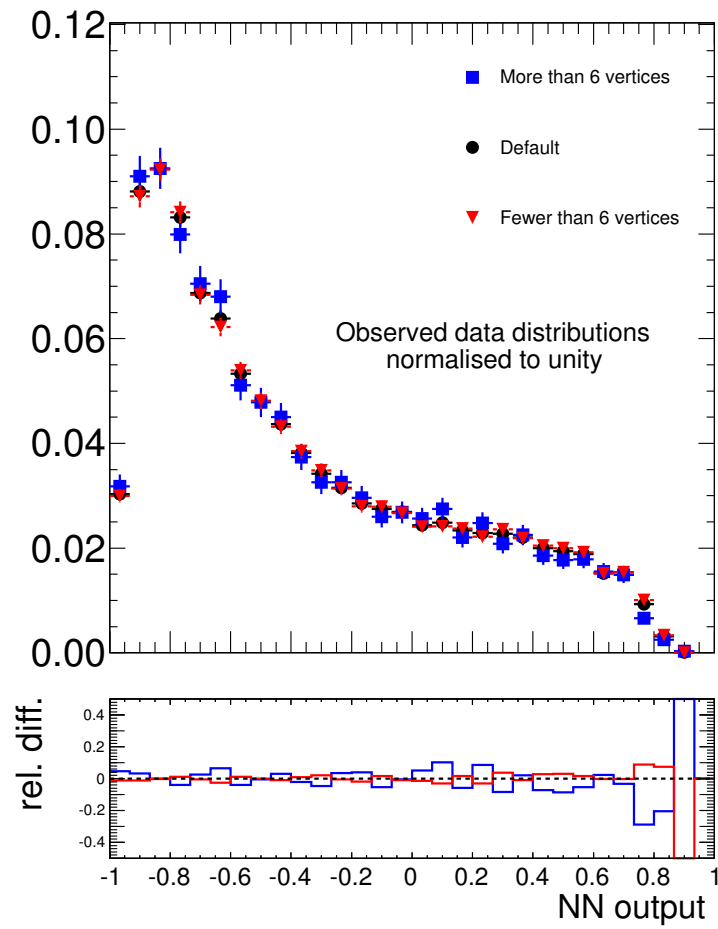 0.12
0.10
0.08
0.06
0.04
0.02
0.00
More than 6 vertices
Default
Fewer than 6 vertices
Observed data distributions
normalised to unity
rel. diff.
0.4
0.2
0
-0.2
-0.4
-1 -0.8 -0.6 -0.4 -0.2 0 0.2 0.4 0.6 0.8 1
NN output